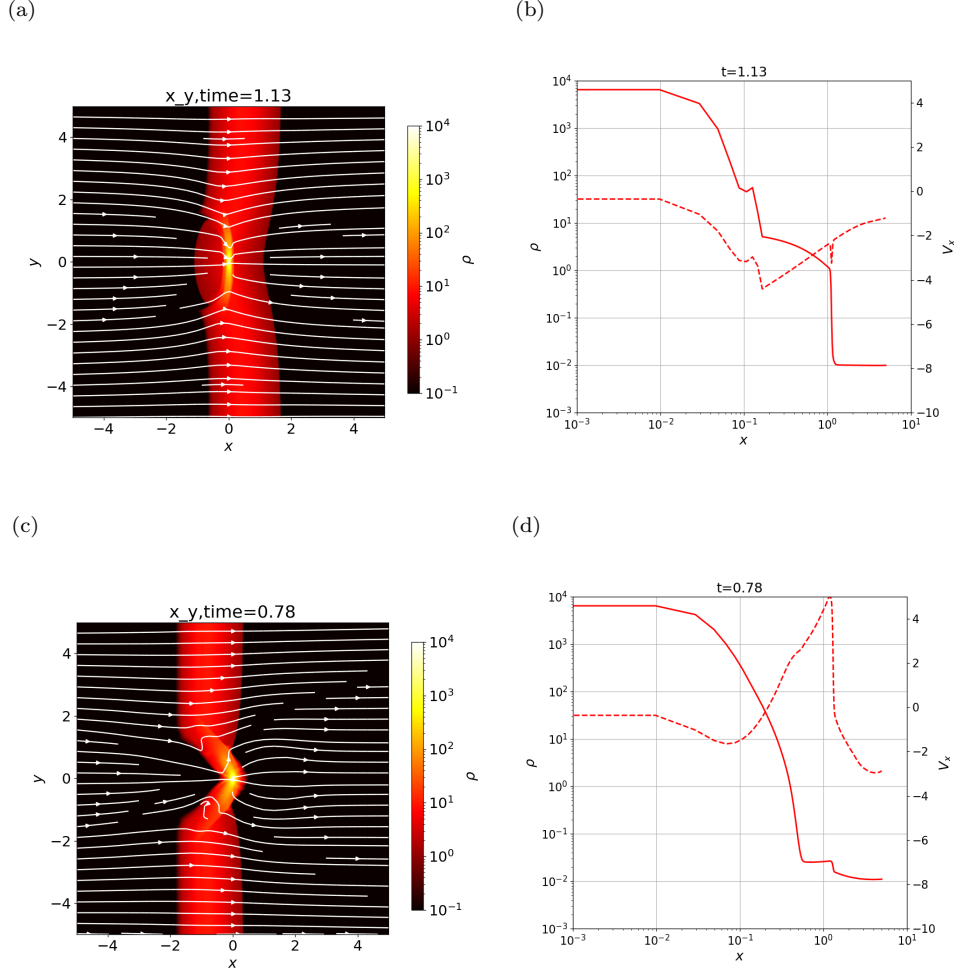 (a)
x_y,time=1.13
4
2
0
−2
−4
y
−4 −2 0 2 4
x
10^4
10^3
10^2
10^1
10^0
10^−1
ρ
(b)
t=1.13
10^4
10^3
10^2
10^1
10^0
10^−1
10^−2
10^−3
ρ
10^−3 10^−2 10^−1 10^0 10^1
x
4
2
0
−2
−4
−6
−8
−10
V_x
(c)
x_y,time=0.78
4
2
0
−2
−4
y
−4 −2 0 2 4
x
10^4
10^3
10^2
10^1
10^0
10^−1
ρ
(d)
t=0.78
10^4
10^3
10^2
10^1
10^0
10^−1
10^−2
10^−3
ρ
10^−3 10^−2 10^−1 10^0 10^1
x
4
2
0
−2
−4
−6
−8
−10
V_x